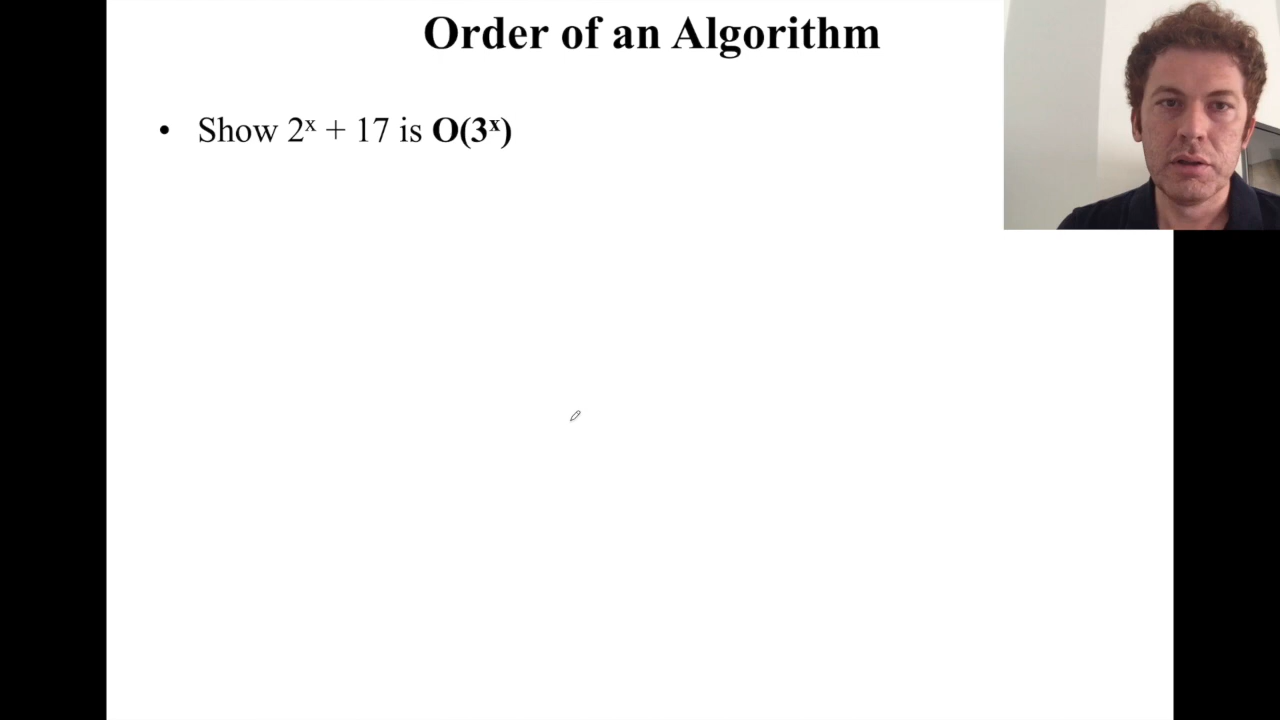 Order of an Algorithm
• Show 2ˣ + 17 is O(3ˣ)